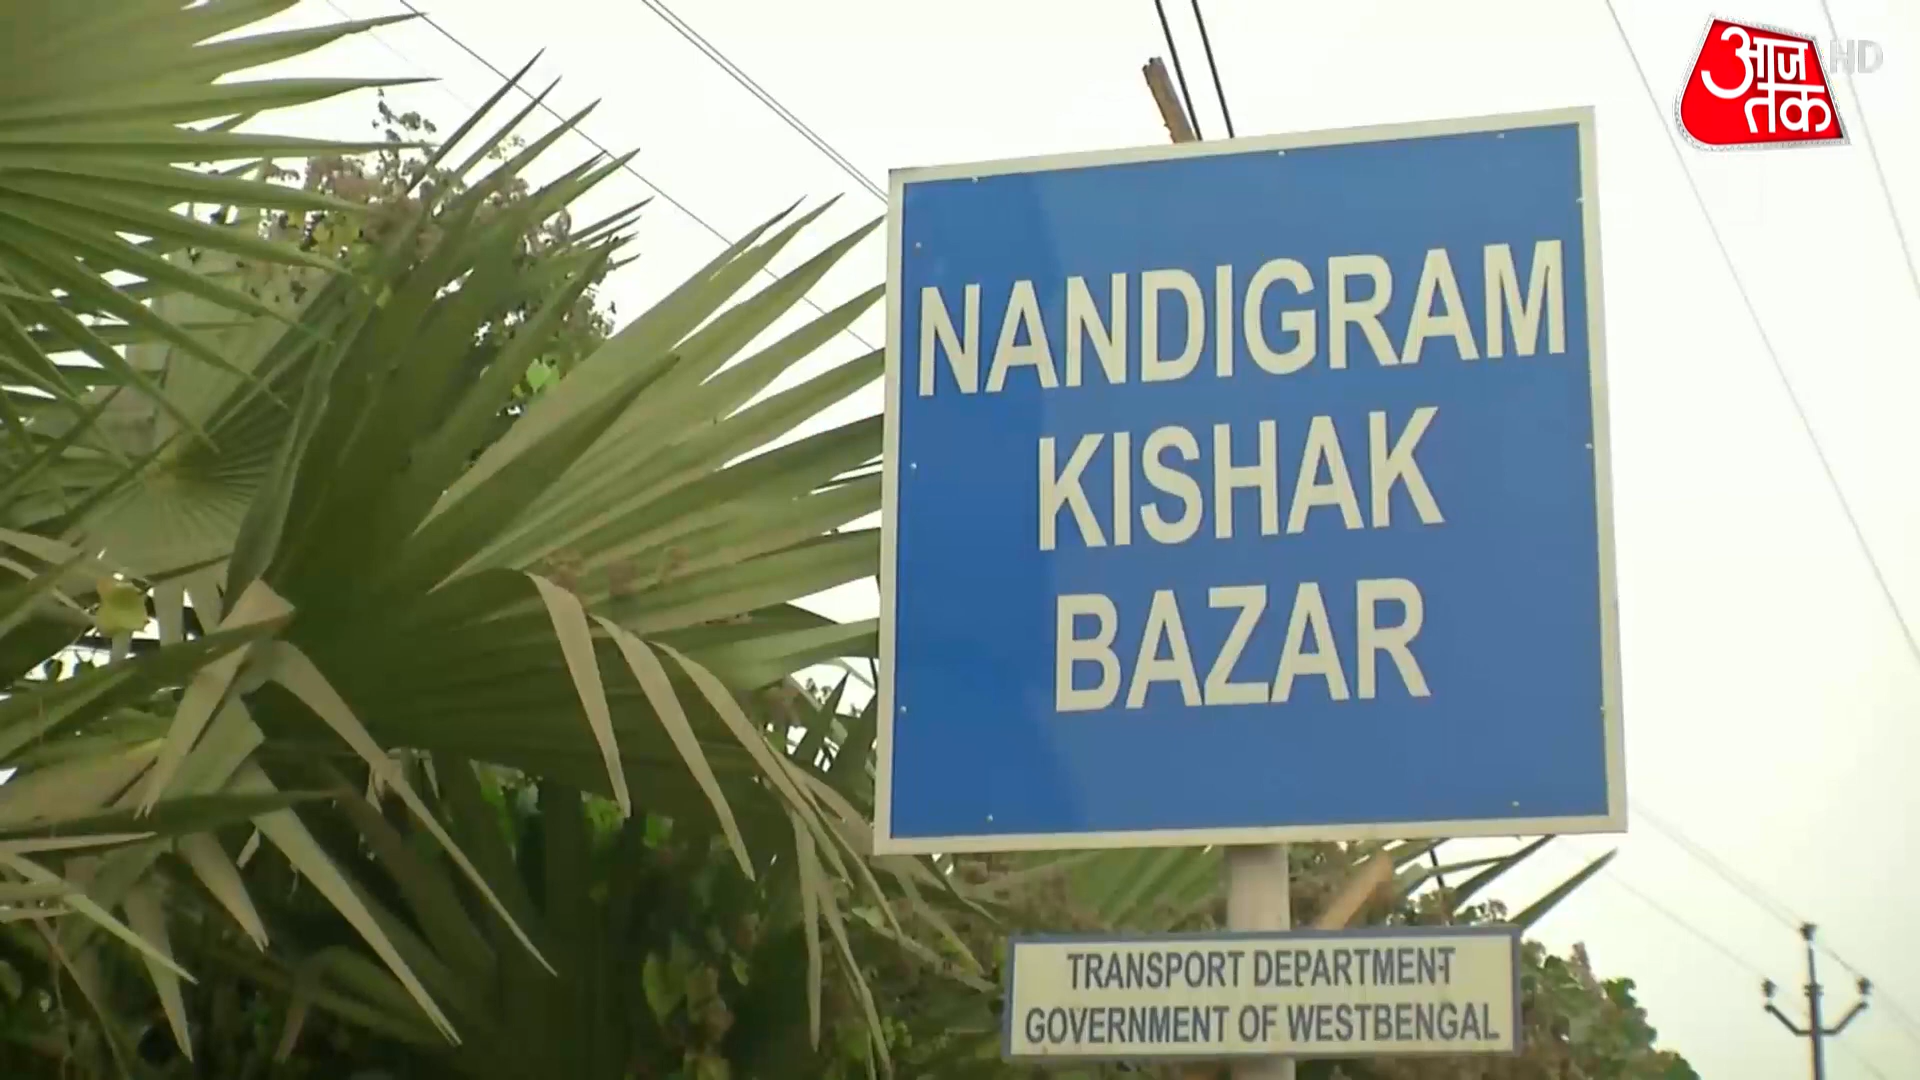 आज
तक
HD
NANDIGRAM
KISHAK
BAZAR
TRANSPORT DEPARTMENT
GOVERNMENT OF WESTBENGAL